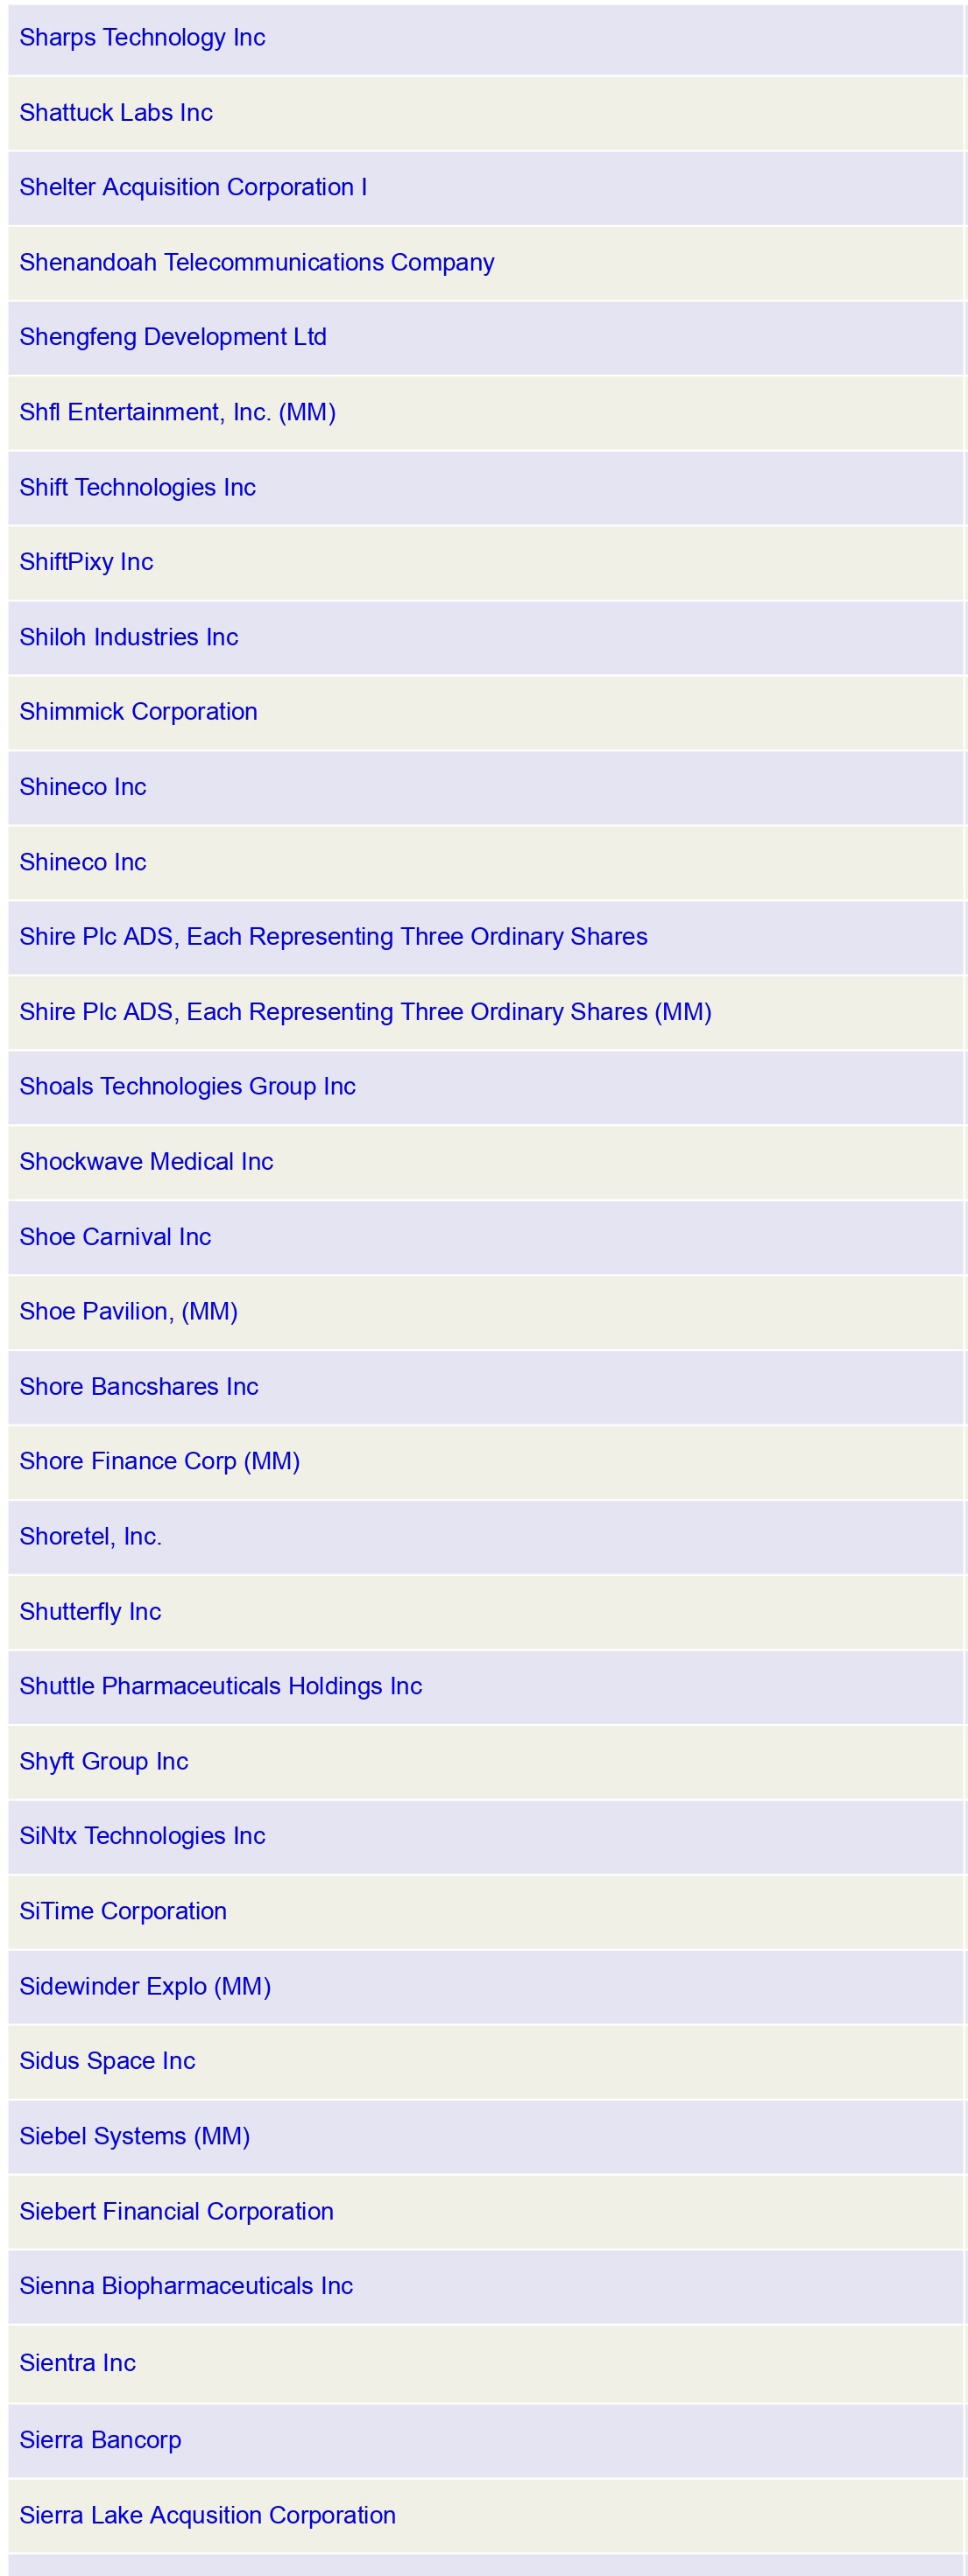 Sharps Technology Inc
Shattuck Labs Inc
Shelter Acquisition Corporation I
Shenandoah Telecommunications Company
Shengfeng Development Ltd
Shfl Entertainment, Inc. (MM)
Shift Technologies Inc
ShiftPixy Inc
Shiloh Industries Inc
Shimmick Corporation
Shineco Inc
Shineco Inc
Shire Plc ADS, Each Representing Three Ordinary Shares
Shire Plc ADS, Each Representing Three Ordinary Shares (MM)
Shoals Technologies Group Inc
Shockwave Medical Inc
Shoe Carnival Inc
Shoe Pavilion, (MM)
Shore Bancshares Inc
Shore Finance Corp (MM)
Shoretel, Inc.
Shutterfly Inc
Shuttle Pharmaceuticals Holdings Inc
Shyft Group Inc
SiNtx Technologies Inc
SiTime Corporation
Sidewinder Explo (MM)
Sidus Space Inc
Siebel Systems (MM)
Siebert Financial Corporation
Sienna Biopharmaceuticals Inc
Sientra Inc
Sierra Bancorp
Sierra Lake Acqusition Corporation